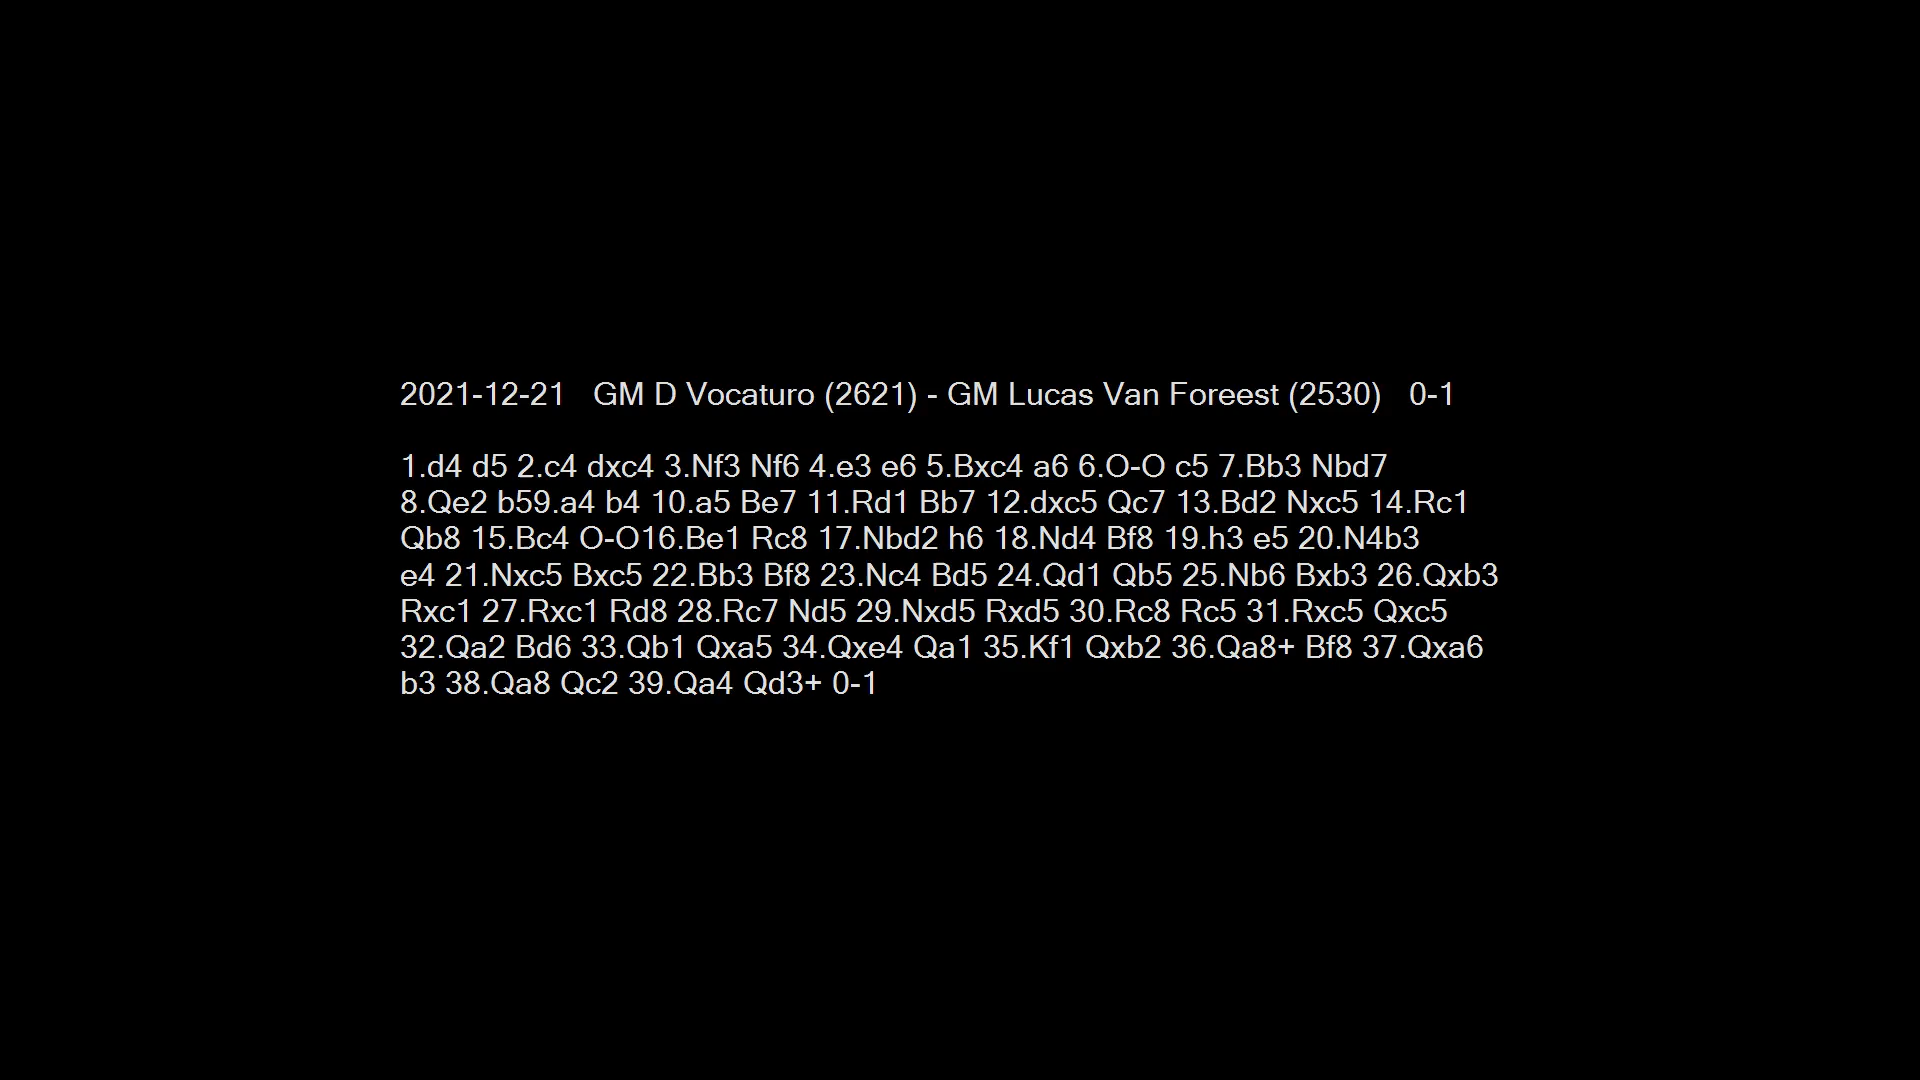 2021-12-21   GM D Vocaturo (2621) - GM Lucas Van Foreest (2530)   0-1
1.d4 d5 2.c4 dxc4 3.Nf3 Nf6 4.e3 e6 5.Bxc4 a6 6.O-O c5 7.Bb3 Nbd7
8.Qe2 b59.a4 b4 10.a5 Be7 11.Rd1 Bb7 12.dxc5 Qc7 13.Bd2 Nxc5 14.Rc1
Qb8 15.Bc4 O-O16.Be1 Rc8 17.Nbd2 h6 18.Nd4 Bf8 19.h3 e5 20.N4b3
e4 21.Nxc5 Bxc5 22.Bb3 Bf8 23.Nc4 Bd5 24.Qd1 Qb5 25.Nb6 Bxb3 26.Qxb3
Rxc1 27.Rxc1 Rd8 28.Rc7 Nd5 29.Nxd5 Rxd5 30.Rc8 Rc5 31.Rxc5 Qxc5
32.Qa2 Bd6 33.Qb1 Qxa5 34.Qxe4 Qa1 35.Kf1 Qxb2 36.Qa8+ Bf8 37.Qxa6
b3 38.Qa8 Qc2 39.Qa4 Qd3+ 0-1